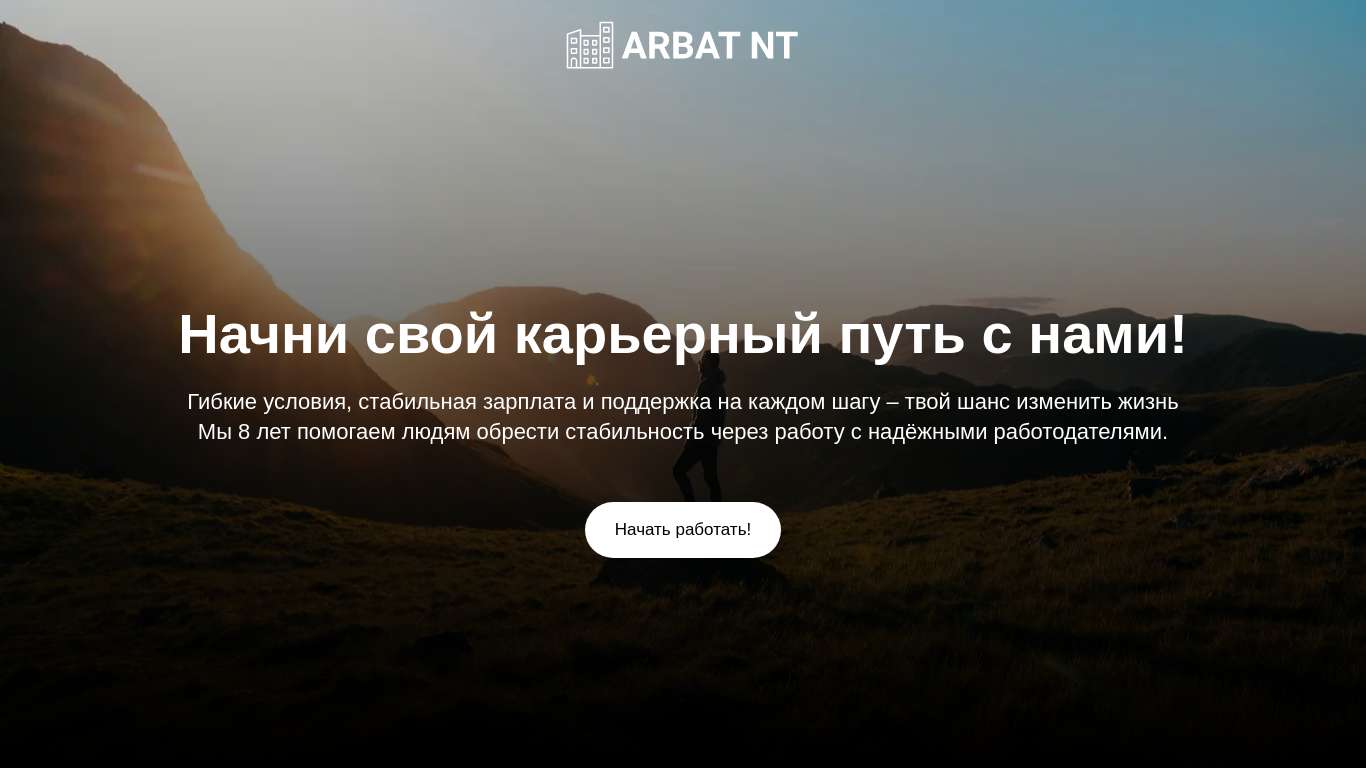 ARBAT NT
Начни свой карьерный путь с нами!
Гибкие условия, стабильная зарплата и поддержка на каждом шагу – твой шанс изменить жизнь
Мы 8 лет помогаем людям обрести стабильность через работу с надёжными работодателями.
Начать работать!